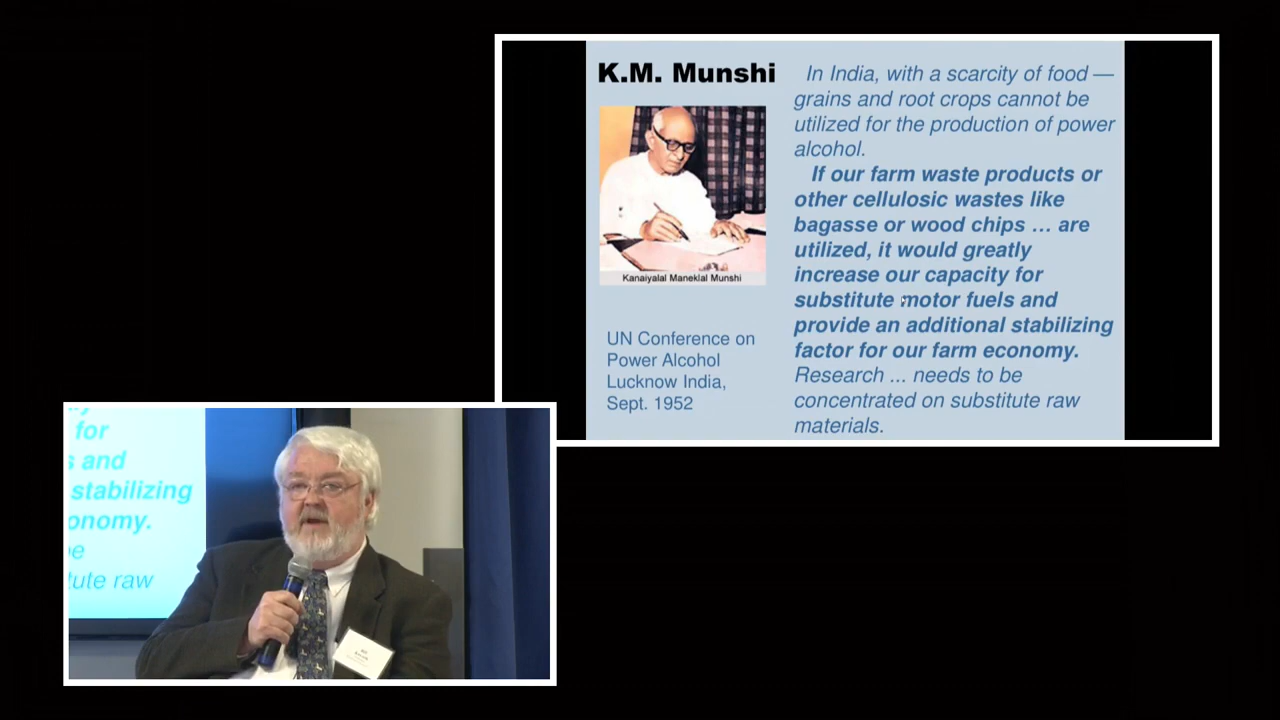 K.M. Munshi
Kanaiyalal Maneklal Munshi
UN Conference on
Power Alcohol
Lucknow India,
Sept. 1952
In India, with a scarcity of food —
grains and root crops cannot be
utilized for the production of power
alcohol.
If our farm waste products or
other cellulosic wastes like
bagasse or wood chips … are
utilized, it would greatly
increase our capacity for
substitute motor fuels and
provide an additional stabilizing
factor for our farm economy.
Research ... needs to be
concentrated on substitute raw
materials.
for
s and
stabilizing
onomy.
be
tute raw
Bill